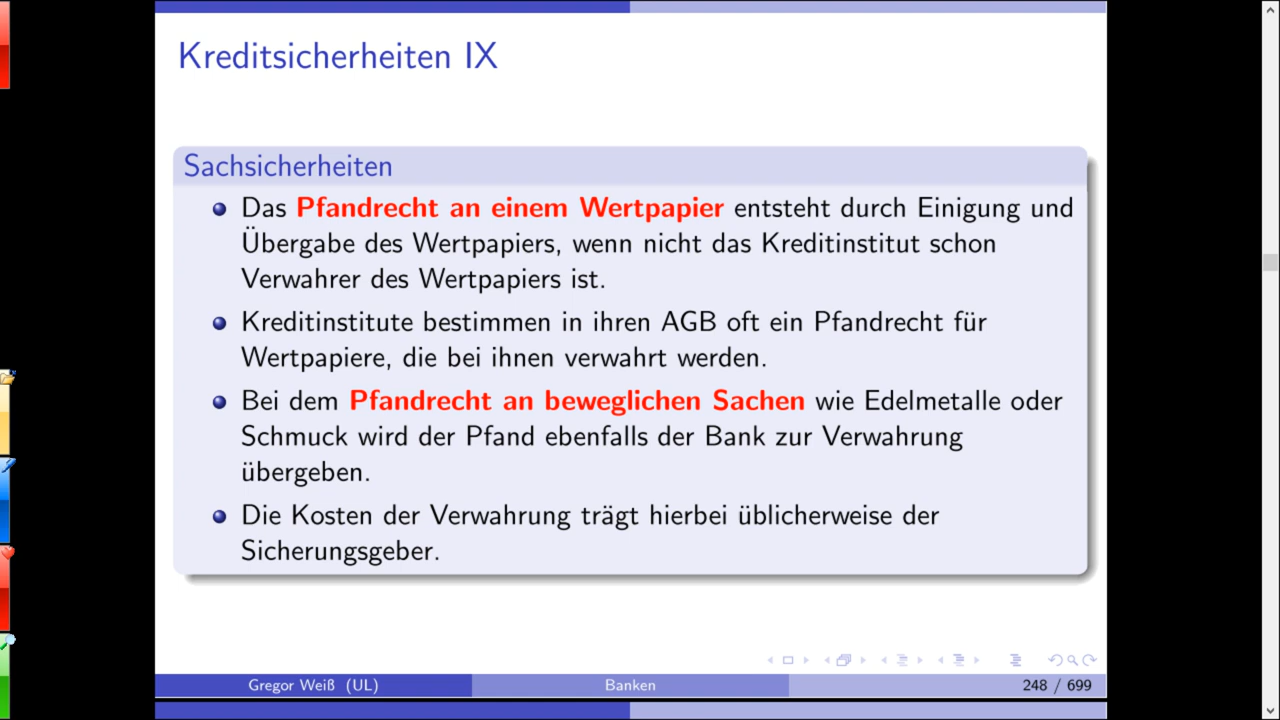 Kreditsicherheiten IX
Sachsicherheiten
Das Pfandrecht an einem Wertpapier entsteht durch Einigung und
Übergabe des Wertpapiers, wenn nicht das Kreditinstitut schon
Verwahrer des Wertpapiers ist.
Kreditinstitute bestimmen in ihren AGB oft ein Pfandrecht für
Wertpapiere, die bei ihnen verwahrt werden.
Bei dem Pfandrecht an beweglichen Sachen wie Edelmetalle oder
Schmuck wird der Pfand ebenfalls der Bank zur Verwahrung
übergeben.
Die Kosten der Verwahrung trägt hierbei üblicherweise der
Sicherungsgeber.
Gregor Weiß (UL) Banken 248 / 699